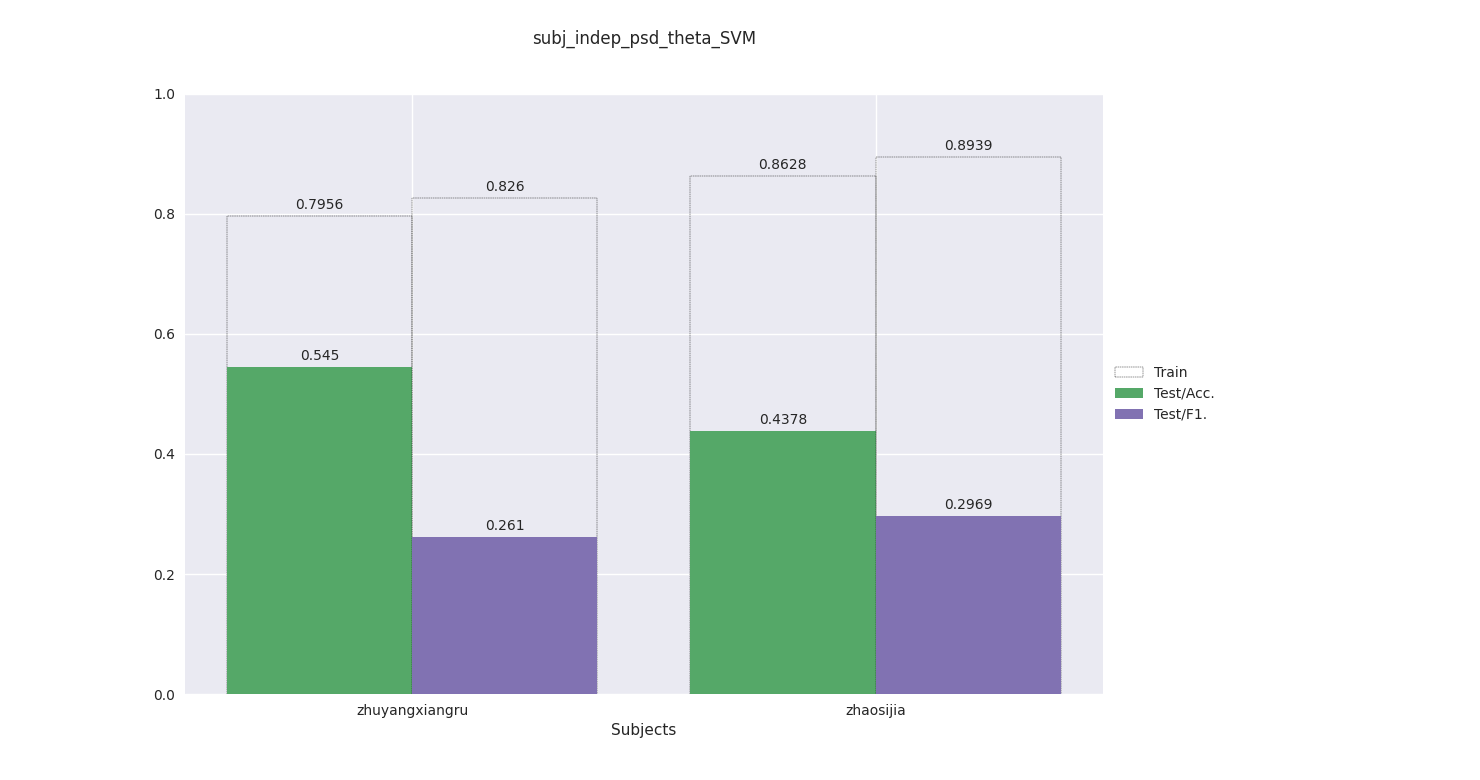 subj_indep_psd_theta_SVM
1.0
0.8939
0.8628
0.826
0.7956
0.8
0.6
0.545
Train
Test/Acc.
Test/F1.
0.4378
0.4
0.2969
0.261
0.2
0.0
zhuyangxiangru
zhaosijia
Subjects